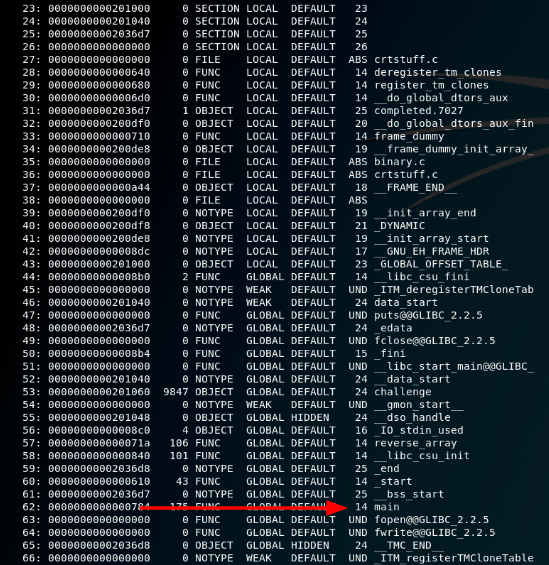 23: 0000000000201000 0 SECTION LOCAL DEFAULT 23
24: 0000000000201040 0 SECTION LOCAL DEFAULT 24
25: 00000000002036d7 0 SECTION LOCAL DEFAULT 25
26: 0000000000000000 0 SECTION LOCAL DEFAULT 26
27: 0000000000000000 0 FILE LOCAL DEFAULT ABS crtstuff.c
28: 0000000000000640 0 FUNC LOCAL DEFAULT 14 deregister_tm_clones
29: 0000000000000680 0 FUNC LOCAL DEFAULT 14 register_tm_clones
30: 00000000000006d0 0 FUNC LOCAL DEFAULT 14 __do_global_dtors_aux
31: 00000000002036d7 1 OBJECT LOCAL DEFAULT 25 completed.7027
32: 0000000000200df0 0 OBJECT LOCAL DEFAULT 20 __do_global_dtors_aux_fin
33: 0000000000000710 0 FUNC LOCAL DEFAULT 14 frame_dummy
34: 0000000000200de8 0 OBJECT LOCAL DEFAULT 19 __frame_dummy_init_array_
35: 0000000000000000 0 FILE LOCAL DEFAULT ABS binary.c
36: 0000000000000000 0 FILE LOCAL DEFAULT ABS crtstuff.c
37: 0000000000000a44 0 OBJECT LOCAL DEFAULT 18 __FRAME_END__
38: 0000000000000000 0 FILE LOCAL DEFAULT ABS
39: 0000000000200df0 0 NOTYPE LOCAL DEFAULT 19 __init_array_end
40: 0000000000200df8 0 OBJECT LOCAL DEFAULT 21 _DYNAMIC
41: 0000000000200de8 0 NOTYPE LOCAL DEFAULT 19 __init_array_start
42: 00000000000008dc 0 NOTYPE LOCAL DEFAULT 17 __GNU_EH_FRAME_HDR
43: 0000000000201000 0 OBJECT LOCAL DEFAULT 23 _GLOBAL_OFFSET_TABLE_
44: 00000000000008b0 2 FUNC GLOBAL DEFAULT 14 __libc_csu_fini
45: 0000000000000000 0 NOTYPE WEAK DEFAULT UND _ITM_deregisterTMCloneTab
46: 0000000000201040 0 NOTYPE WEAK DEFAULT 24 data_start
47: 0000000000000000 0 FUNC GLOBAL DEFAULT UND puts@@GLIBC_2.2.5
48: 00000000002036d7 0 NOTYPE GLOBAL DEFAULT 24 _edata
49: 0000000000000000 0 FUNC GLOBAL DEFAULT UND fclose@@GLIBC_2.2.5
50: 00000000000008b4 0 FUNC GLOBAL DEFAULT 15 _fini
51: 0000000000000000 0 FUNC GLOBAL DEFAULT UND __libc_start_main@@GLIBC_
52: 0000000000201040 0 NOTYPE GLOBAL DEFAULT 24 __data_start
53: 0000000000201060 9847 OBJECT GLOBAL DEFAULT 24 challenge
54: 0000000000000000 0 NOTYPE WEAK DEFAULT UND __gmon_start__
55: 0000000000201048 0 OBJECT GLOBAL HIDDEN 24 __dso_handle
56: 00000000000008c0 4 OBJECT GLOBAL DEFAULT 16 _IO_stdin_used
57: 000000000000071a 106 FUNC GLOBAL DEFAULT 14 reverse_array
58: 0000000000000840 101 FUNC GLOBAL DEFAULT 14 __libc_csu_init
59: 00000000002036d8 0 NOTYPE GLOBAL DEFAULT 25 _end
60: 0000000000000610 43 FUNC GLOBAL DEFAULT 14 _start
61: 00000000002036d7 0 NOTYPE GLOBAL DEFAULT 25 __bss_start
62: 0000000000000784 175 FUNC GLOBAL DEFAULT 14 main
63: 0000000000000000 0 FUNC GLOBAL DEFAULT UND fopen@@GLIBC_2.2.5
64: 0000000000000000 0 FUNC GLOBAL DEFAULT UND fwrite@@GLIBC_2.2.5
65: 00000000002036d8 0 OBJECT GLOBAL HIDDEN 24 __TMC_END__
66: 0000000000000000 0 NOTYPE WEAK DEFAULT UND _ITM_registerTMCloneTable